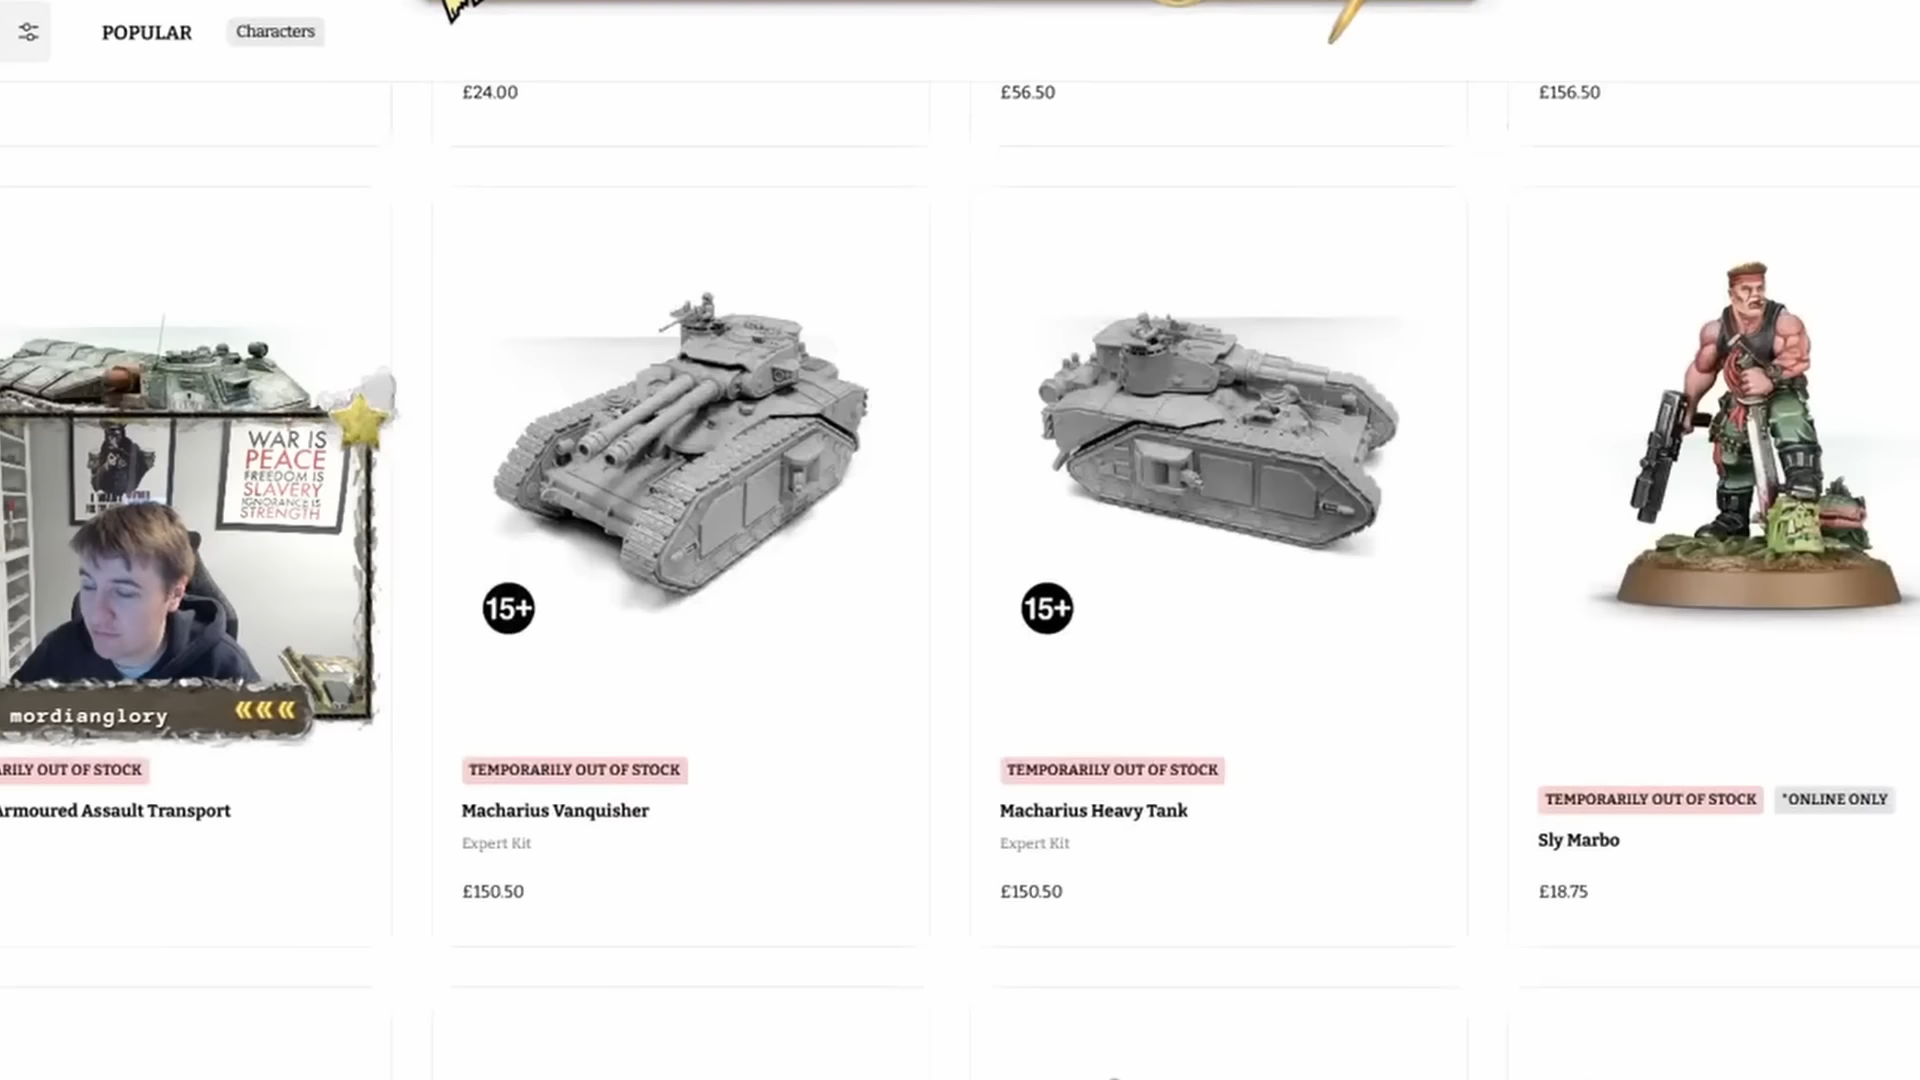 POPULAR
Characters
£24.00
£56.50
£156.50
WAR IS
PEACE
FREEDOM IS
SLAVERY
IGNORANCE IS
STRENGTH
mordianglory
15+
15+
ARILY OUT OF STOCK
Armoured Assault Transport
TEMPORARILY OUT OF STOCK
Macharius Vanquisher
Expert Kit
£150.50
TEMPORARILY OUT OF STOCK
Macharius Heavy Tank
Expert Kit
£150.50
TEMPORARILY OUT OF STOCK
*ONLINE ONLY
Sly Marbo
£18.75